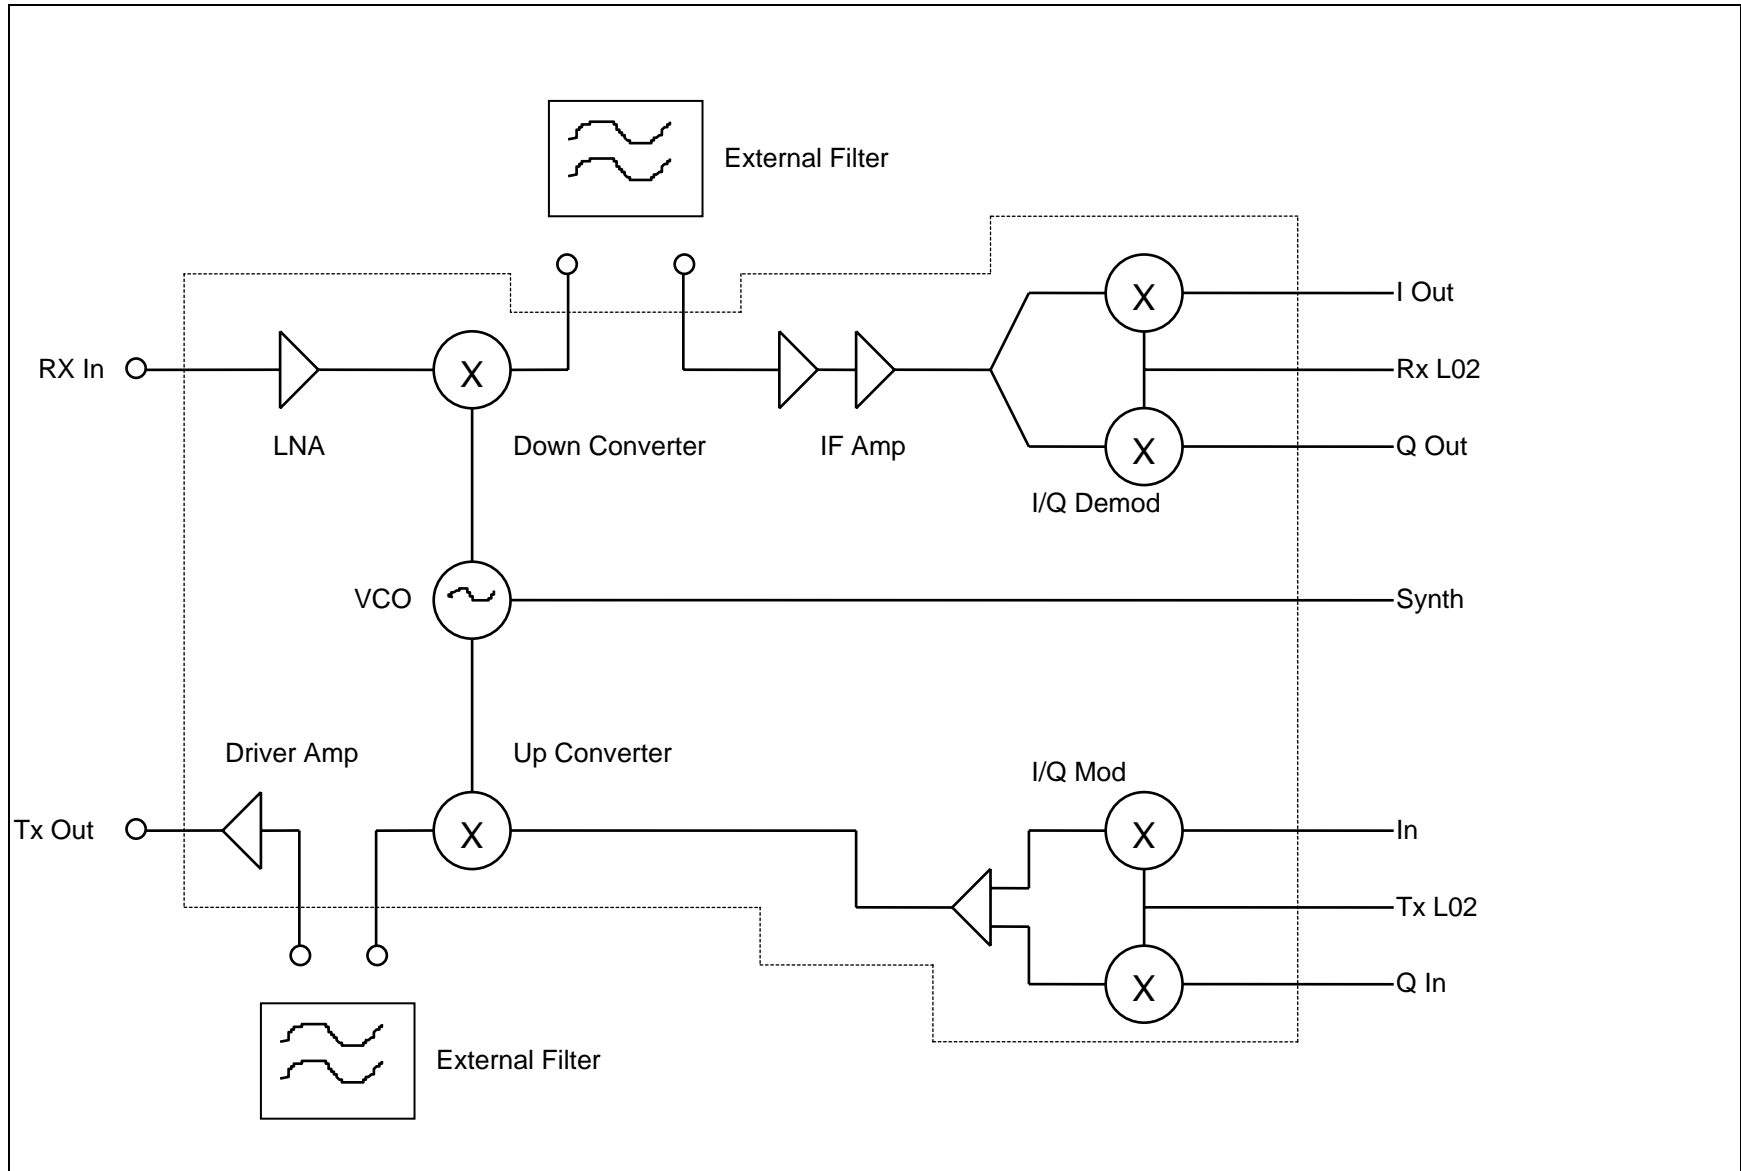 External Filter
I Out
RX In
X
X
Rx L02
LNA
Down Converter
IF Amp
X
Q Out
I/Q Demod
VCO
Synth
Driver Amp
Up Converter
I/Q Mod
Tx Out
X
X
In
Tx L02
X
Q In
External Filter